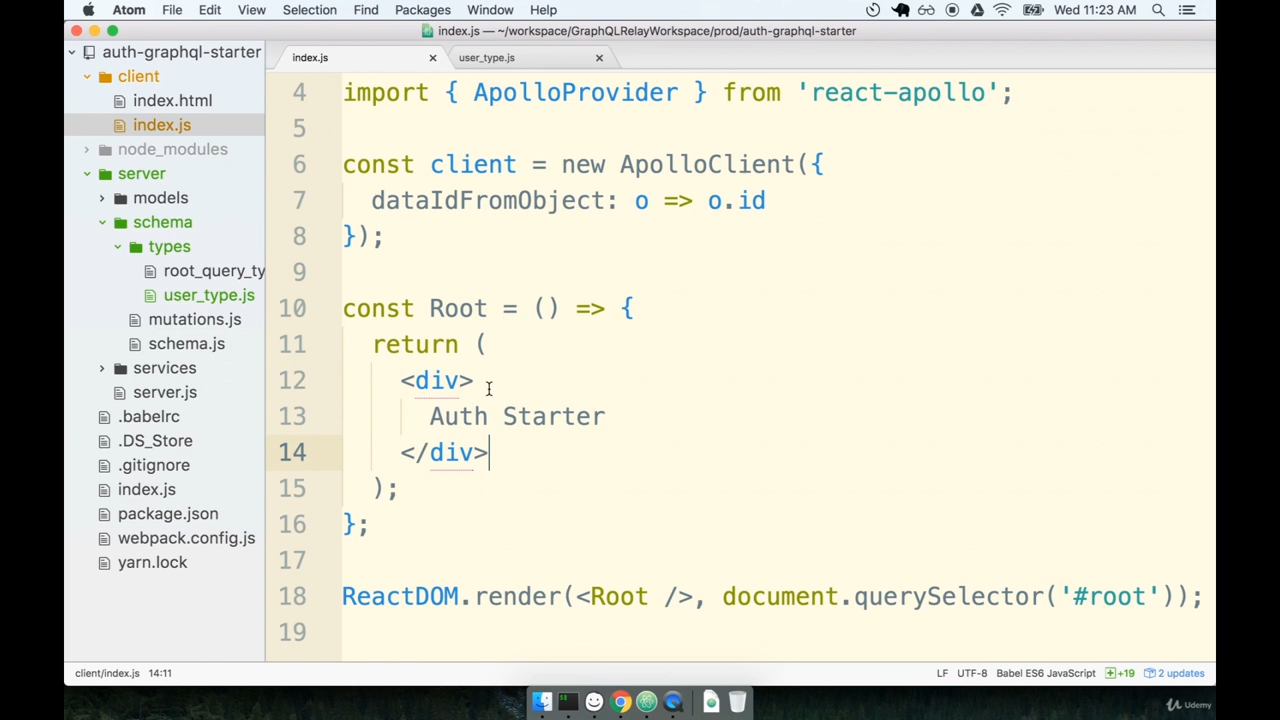 Atom File Edit View Selection Find Packages Window Help Wed 11:23 AM
index.js — ~/workspace/GraphQLRelayWorkspace/prod/auth-graphql-starter
auth-graphql-starter
client
index.html
index.js
node_modules
server
models
schema
types
root_query_ty
user_type.js
mutations.js
schema.js
services
server.js
.babelrc
.DS_Store
.gitignore
index.js
package.json
webpack.config.js
yarn.lock
index.js user_type.js
4 import { ApolloProvider } from 'react-apollo';
5
6 const client = new ApolloClient({
7 dataIdFromObject: o => o.id
8 });
9
10 const Root = () => {
11 return (
12 <div>
13 Auth Starter
14 </div>
15 );
16 };
17
18 ReactDOM.render(<Root />, document.querySelector('#root'));
19
client/index.js 14:11 LF UTF-8 Babel ES6 JavaScript +19 2 updates
Udemy